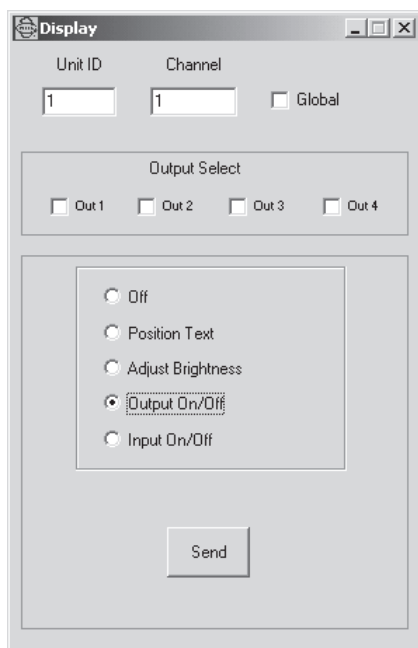 Display
Unit ID Channel
1 1 Global
Output Select
Out 1 Out 2 Out 3 Out 4
Off
Position Text
Adjust Brightness
Output On/Off
Input On/Off
Send